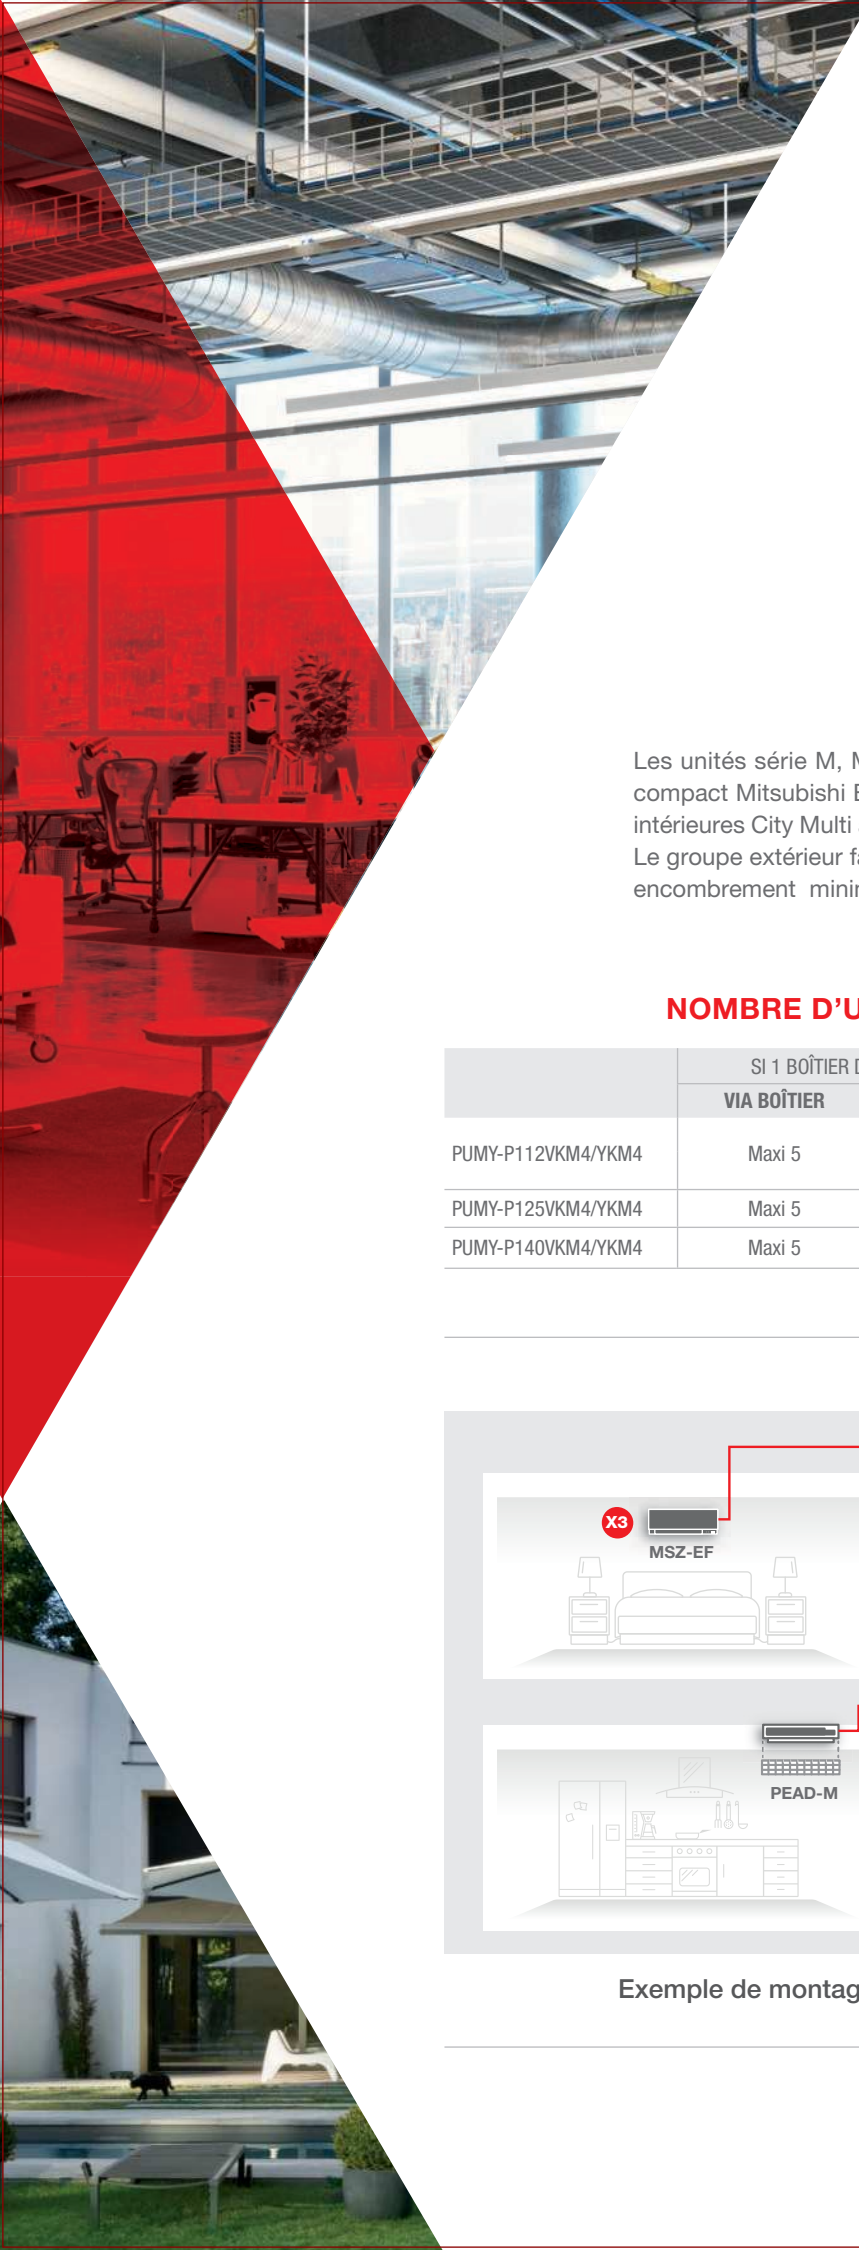 Les unités série M, M
compact Mitsubishi E
intérieures City Multi
Le groupe extérieur fa
encombrement minir
NOMBRE D'U
SI 1 BOÎTIER D
VIA BOÎTIER
PUMY-P112VKM4/YKM4 Maxi 5
PUMY-P125VKM4/YKM4 Maxi 5
PUMY-P140VKM4/YKM4 Maxi 5
X3
MSZ-EF
PEAD-M
Exemple de montag